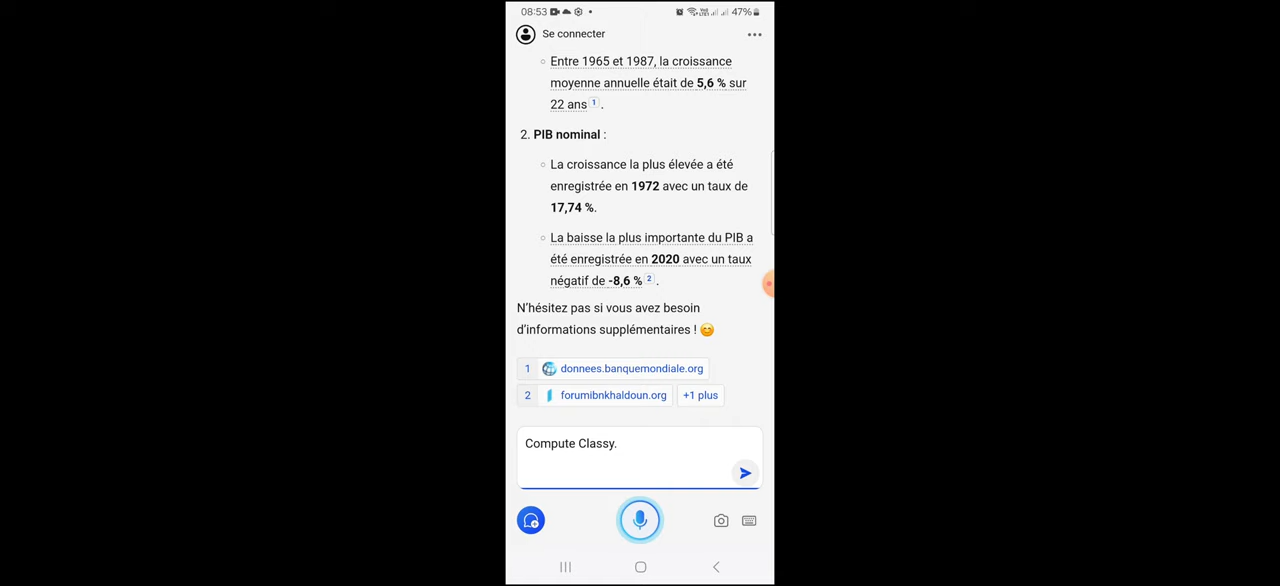 08:53 47%
Se connecter
Entre 1965 et 1987, la croissance
moyenne annuelle était de 5,6 % sur
22 ans 1 .
2. PIB nominal :
La croissance la plus élevée a été
enregistrée en 1972 avec un taux de
17,74 %.
La baisse la plus importante du PIB a
été enregistrée en 2020 avec un taux
négatif de -8,6 % 2 .
N'hésitez pas si vous avez besoin
d'informations supplémentaires !
1 donnees.banquemondiale.org
2 forumibnkhaldoun.org +1 plus
Compute Classy.